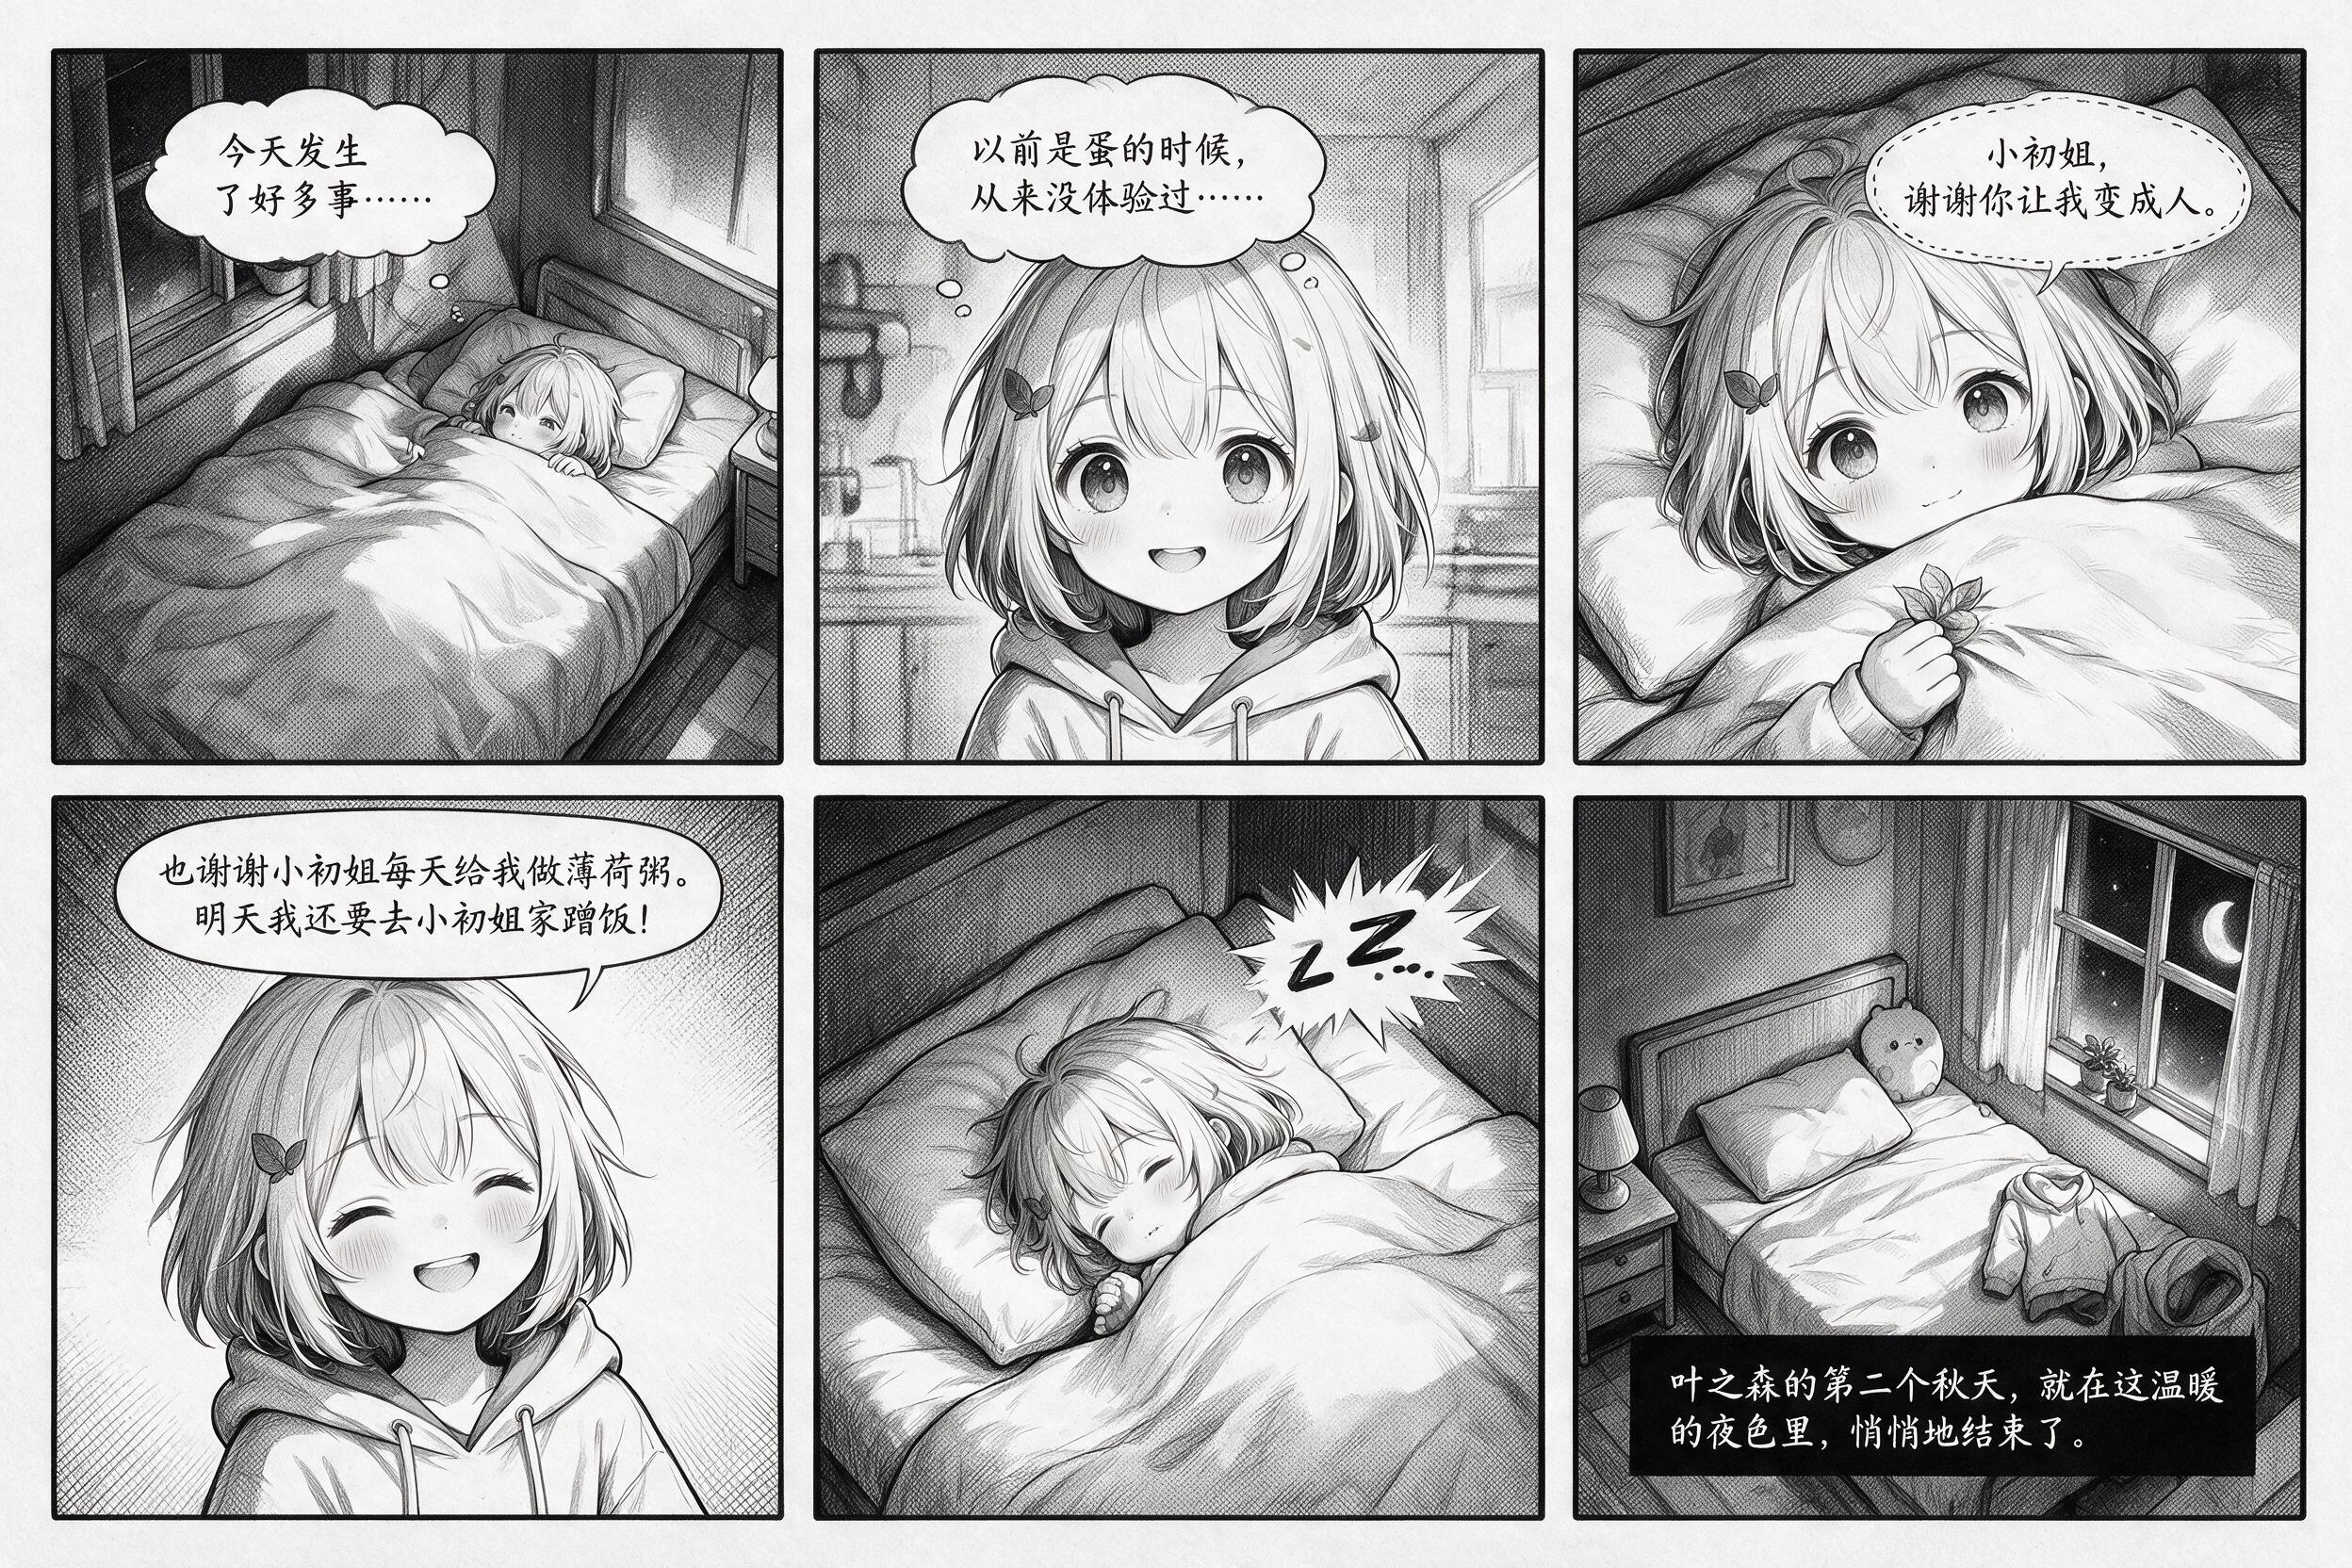 今天发生
了好多事……
以前是蛋的时候，
从来没体验过……
小初姐，
谢谢你让我变成人。
也谢谢小初姐每天给我做薄荷粥。
明天我还要去小初姐家蹭饭！
z Z...
叶之森的第二个秋天，就在这温暖
的夜色里，悄悄地结束了。